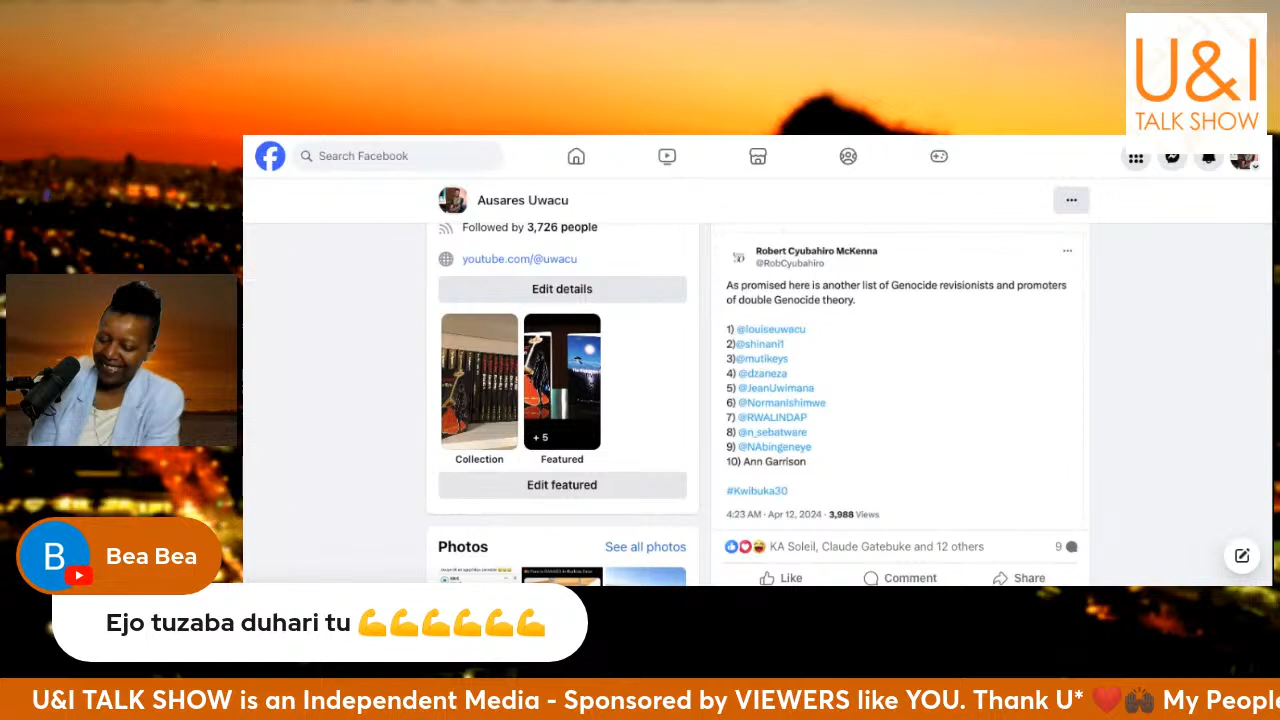 U&I
TALK SHOW
Search Facebook
Ausares Uwacu
Followed by 3,726 people
youtube.com/@uwacu
Edit details
+ 5
Collection
Featured
Edit featured
Photos
See all photos
Robert Cyubahiro McKenna
@RobCyubahiro
As promised here is another list of Genocide revisionists and promoters
of double Genocide theory.
1) @louiseuwacu
2)@shinani1
3)@mutikeys
4) @dzaneza
5) @JeanUwimana
6) @NormanIshimwe
7) @RWALINDAP
8) @n_sebatware
9) @NAbingeneye
10) Ann Garrison
#Kwibuka30
4:23 AM · Apr 12, 2024 · 3,988 Views
KA Soleil, Claude Gatebuke and 12 others
9
Like
Comment
Share
B
Bea Bea
Ejo tuzaba duhari tu 💪💪💪💪💪💪
U&I TALK SHOW is an Independent Media - Sponsored by VIEWERS like YOU. Thank U* ❤️🙌🏿 My People